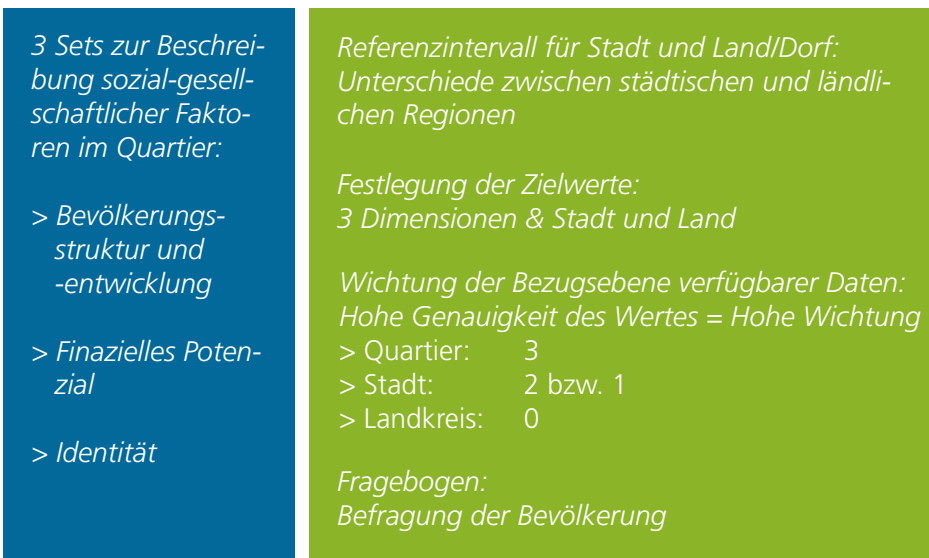 3 Sets zur Beschrei-
bung sozial-gesell-
schaftlicher Fakto-
ren im Quartier:
> Bevölkerungs-
struktur und
-entwicklung
> Finazielles Poten-
zial
> Identität
Referenzintervall für Stadt und Land/Dorf:
Unterschiede zwischen städtischen und ländli-
chen Regionen
Festlegung der Zielwerte:
3 Dimensionen & Stadt und Land
Wichtung der Bezugsebene verfügbarer Daten:
Hohe Genauigkeit des Wertes = Hohe Wichtung
> Quartier: 3
> Stadt: 2 bzw. 1
> Landkreis: 0
Fragebogen:
Befragung der Bevölkerung